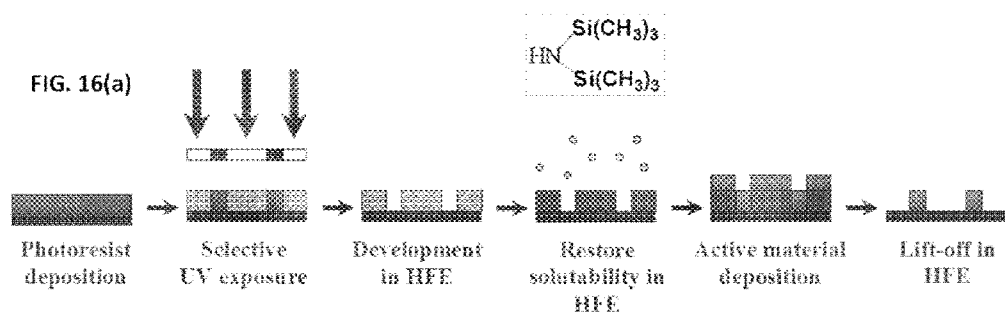 FIG. 16(a)
Si(CH3)3
HN
Si(CH3)3
Photoresist
deposition
Selective
UV exposure
Development
in HFE
Restore
solutability in
HFE
Active material
deposition
Lift-off in
HFE